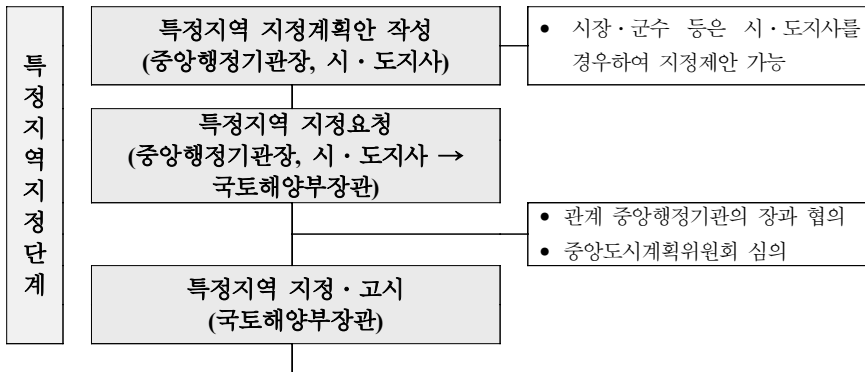 특정지역지정단계
특정지역 지정계획안 작성
(중앙행정기관장, 시 · 도지사)
• 시장 · 군수 등은 시 · 도지사를
경유하여 지정제안 가능
특정지역 지정요청
(중앙행정기관장, 시 · 도지사 →
국토해양부장관)
• 관계 중앙행정기관의 장과 협의
• 중앙도시계획위원회 심의
특정지역 지정 · 고시
(국토해양부장관)